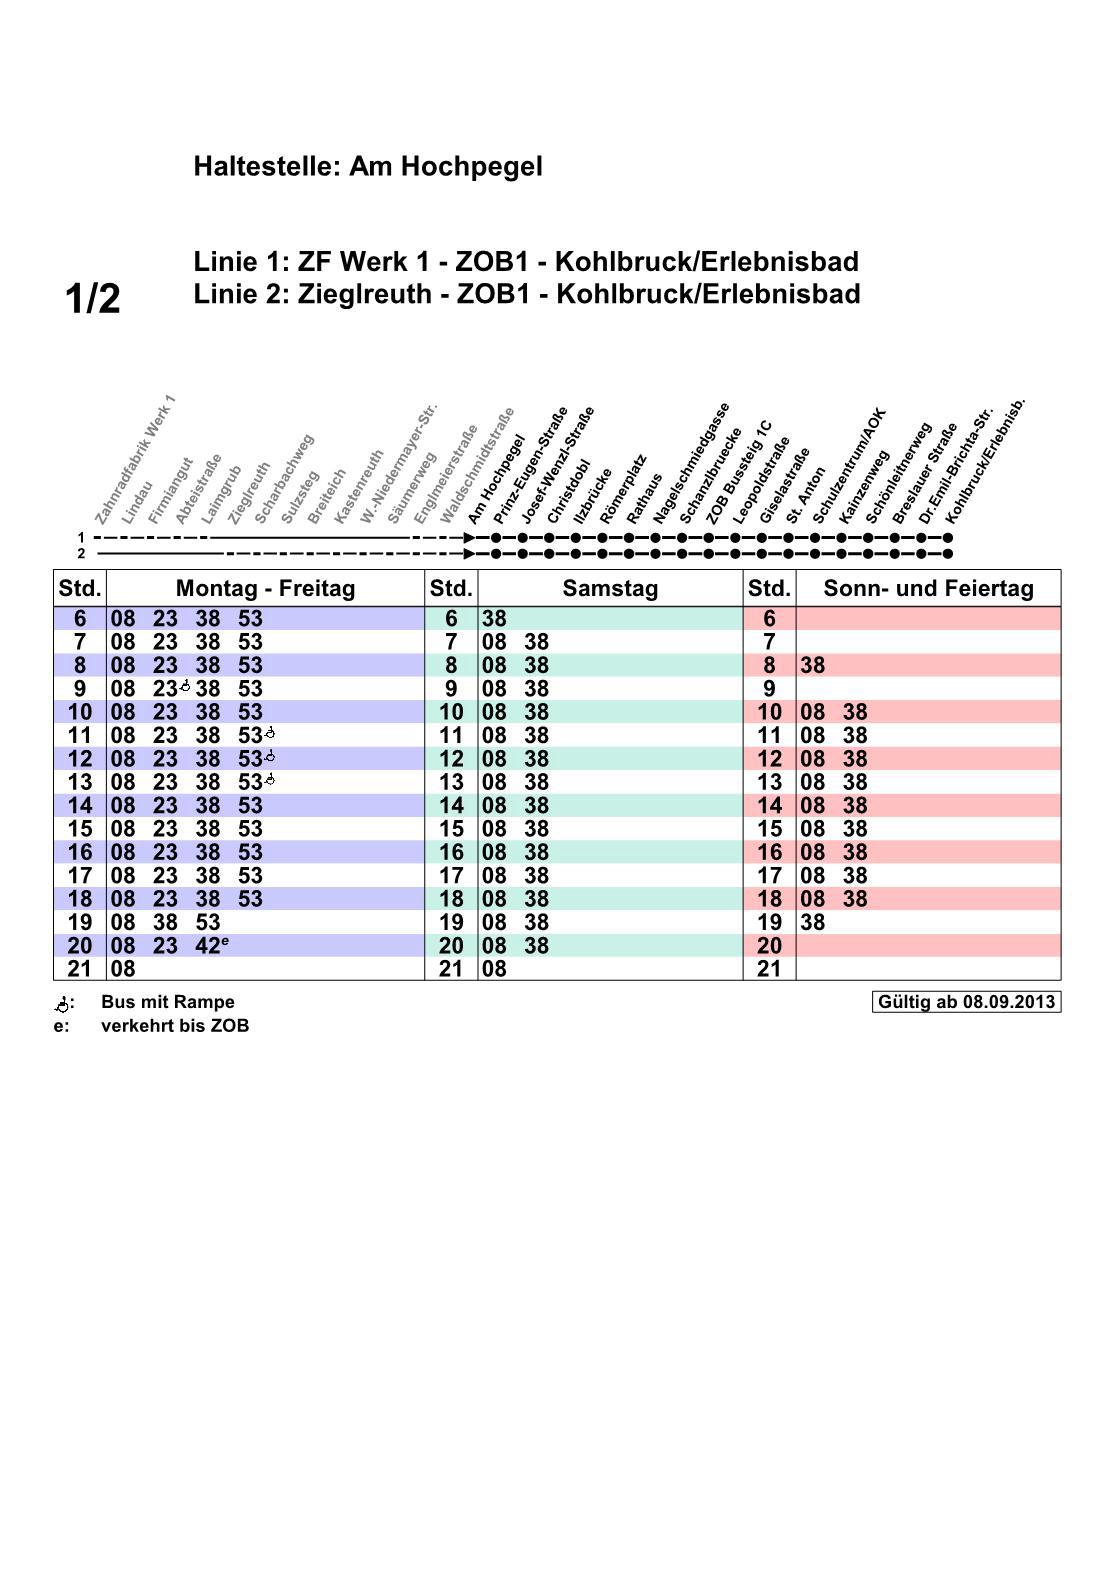 Haltestelle: Am Hochpegel
Linie 1: ZF Werk 1 - ZOB1 - Kohlbruck/Erlebnisbad
1/2
Linie 2: Zieglreuth - ZOB1 - Kohlbruck/Erlebnisbad
Zahnradfabrik Werk 1
Lindau
Firmiangut
Abteistraße
Laimgrub
Zieglreuth
Scharbachweg
Sulzsteg
Breiteich
Kastenreuth
W.-Niedermayer-Str.
Säumerweg
Englmeierstraße
Waldschmidtstraße
Am Hochpegel
Prinz-Eugen-Straße
Josef-Wenzl-Straße
Christdobl
Ilzbrücke
Römerplatz
Rathaus
Nagelschmiedgasse
Schanzlbruecke
ZOB Bussteig 1C
Leopoldstraße
Giselastraße
St. Anton
Schulzentrum/AOK
Kainzenweg
Schönleitnerweg
Breslauer Straße
Dr.Emil-Brichta-Str.
Kohlbruck/Erlebnisb.
1
2
Std. Montag - Freitag Std. Samstag Std. Sonn- und Feiertag
6 08 23 38 53 6 38 6
7 08 23 38 53 7 08 38 7
8 08 23 38 53 8 08 38 8 38
9 08 23 38 53 9 08 38 9
10 08 23 38 53 10 08 38 10 08 38
11 08 23 38 53 11 08 38 11 08 38
12 08 23 38 53 12 08 38 12 08 38
13 08 23 38 53 13 08 38 13 08 38
14 08 23 38 53 14 08 38 14 08 38
15 08 23 38 53 15 08 38 15 08 38
16 08 23 38 53 16 08 38 16 08 38
17 08 23 38 53 17 08 38 17 08 38
18 08 23 38 53 18 08 38 18 08 38
19 08 38 53 19 08 38 19 38
20 08 23 42e 20 08 38 20
21 08 21 08 21
: Bus mit Rampe Gültig ab 08.09.2013
e: verkehrt bis ZOB